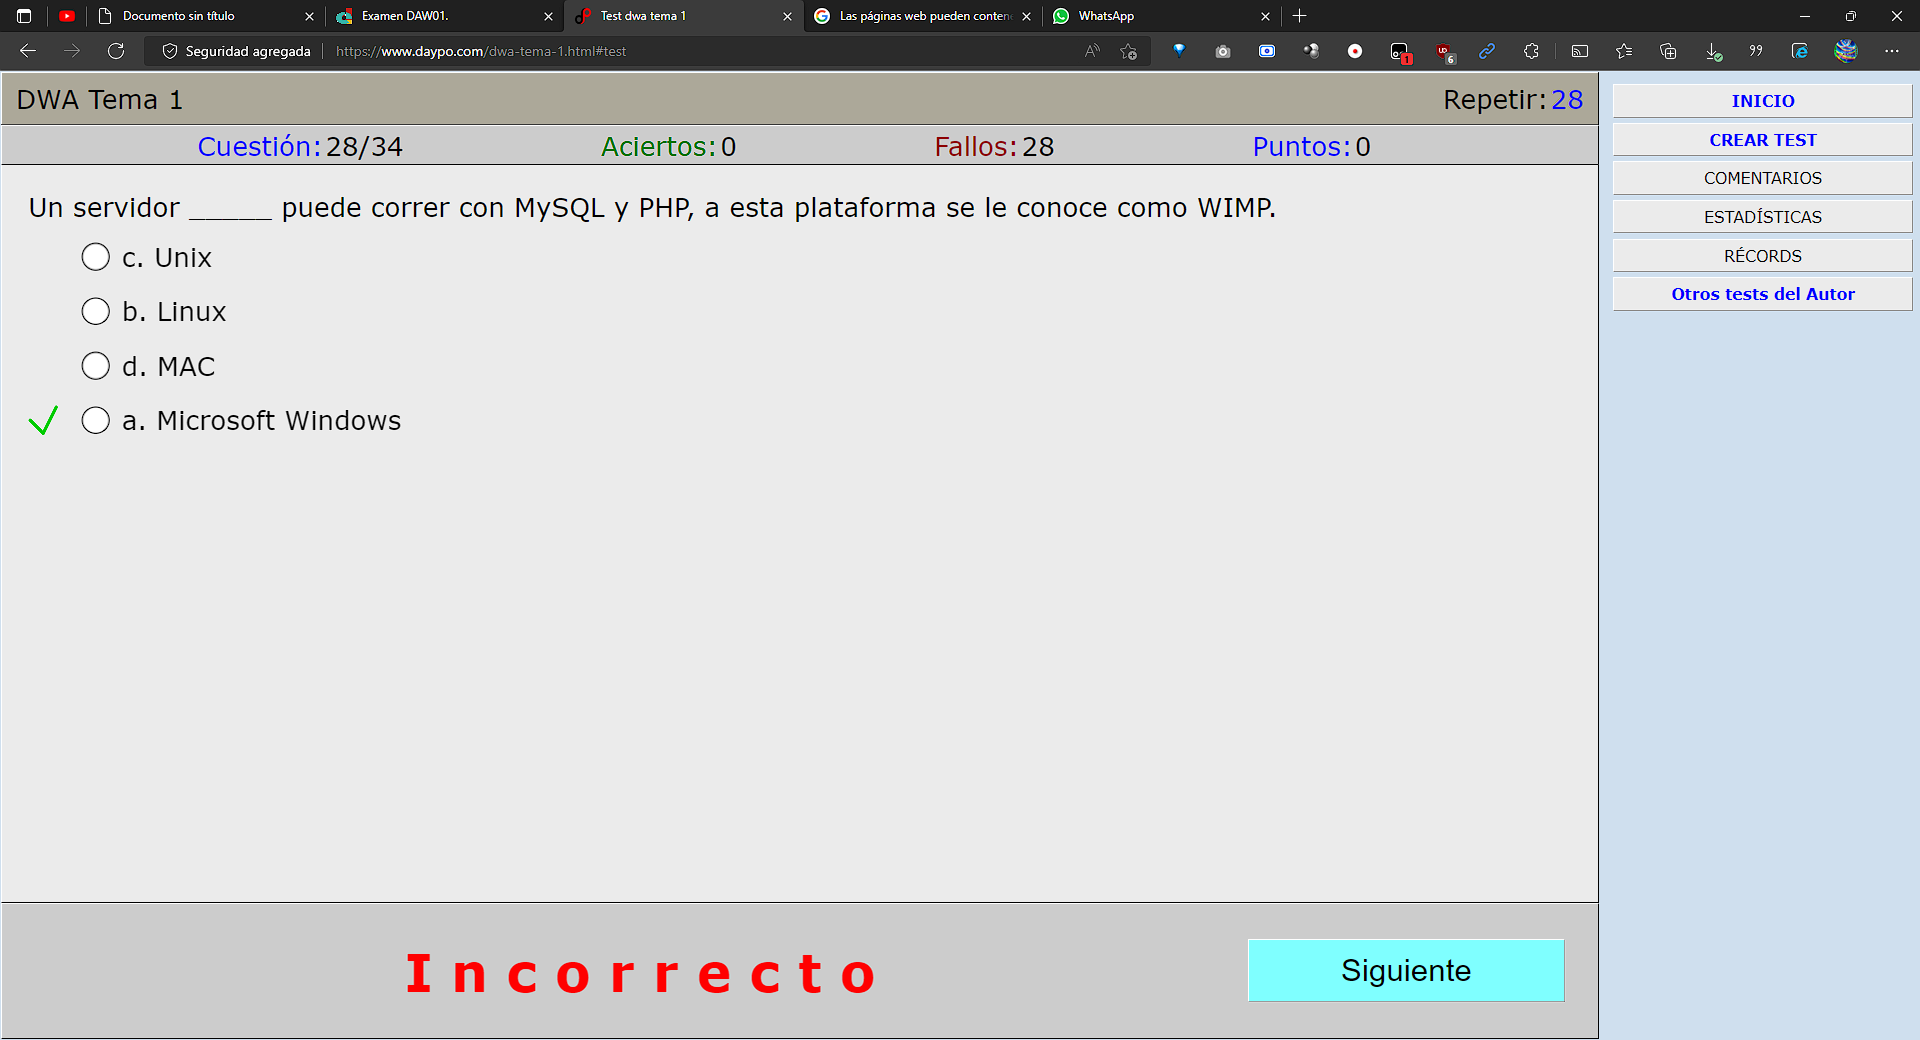 Documento sin título
Examen DAW01.
Test dwa tema 1
Las páginas web pueden conten
WhatsApp
Seguridad agregada
https://www.daypo.com/dwa-tema-1.html#test
1
6
DWA Tema 1
Repetir: 28
Cuestión: 28/34
Aciertos: 0
Fallos: 28
Puntos: 0
Un servidor _____ puede correr con MySQL y PHP, a esta plataforma se le conoce como WIMP.
c. Unix
b. Linux
d. MAC
a. Microsoft Windows
Incorrecto
Siguiente
INICIO
CREAR TEST
COMENTARIOS
ESTADÍSTICAS
RÉCORDS
Otros tests del Autor